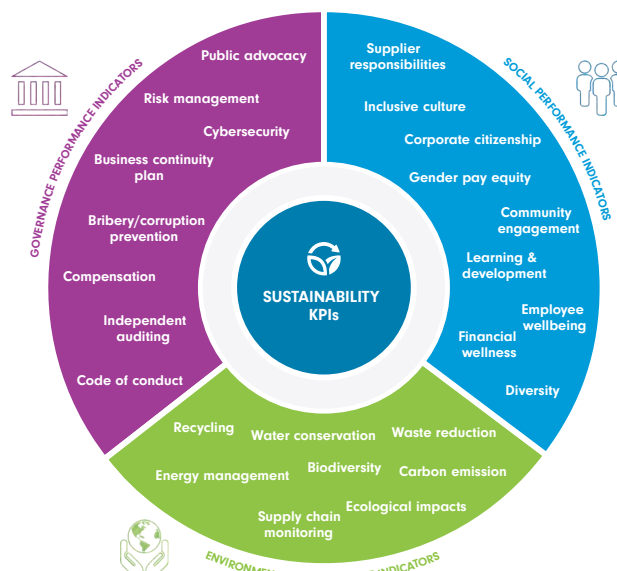 GOVERNANCE PERFORMANCE INDICATORS
Public advocacy
Risk management
Cybersecurity
Business continuity
plan
Bribery/corruption
prevention
Compensation
Independent
auditing
Code of conduct
SOCIAL PERFORMANCE INDICATORS
Supplier
responsibilities
Inclusive culture
Corporate citizenship
Gender pay equity
Community
engagement
Learning &
development
Employee
wellbeing
Financial
wellness
Diversity
SUSTAINABILITY
KPIs
Recycling
Water conservation
Waste reduction
Energy management
Biodiversity
Carbon emission
Ecological impacts
Supply chain
monitoring
INDICATORS